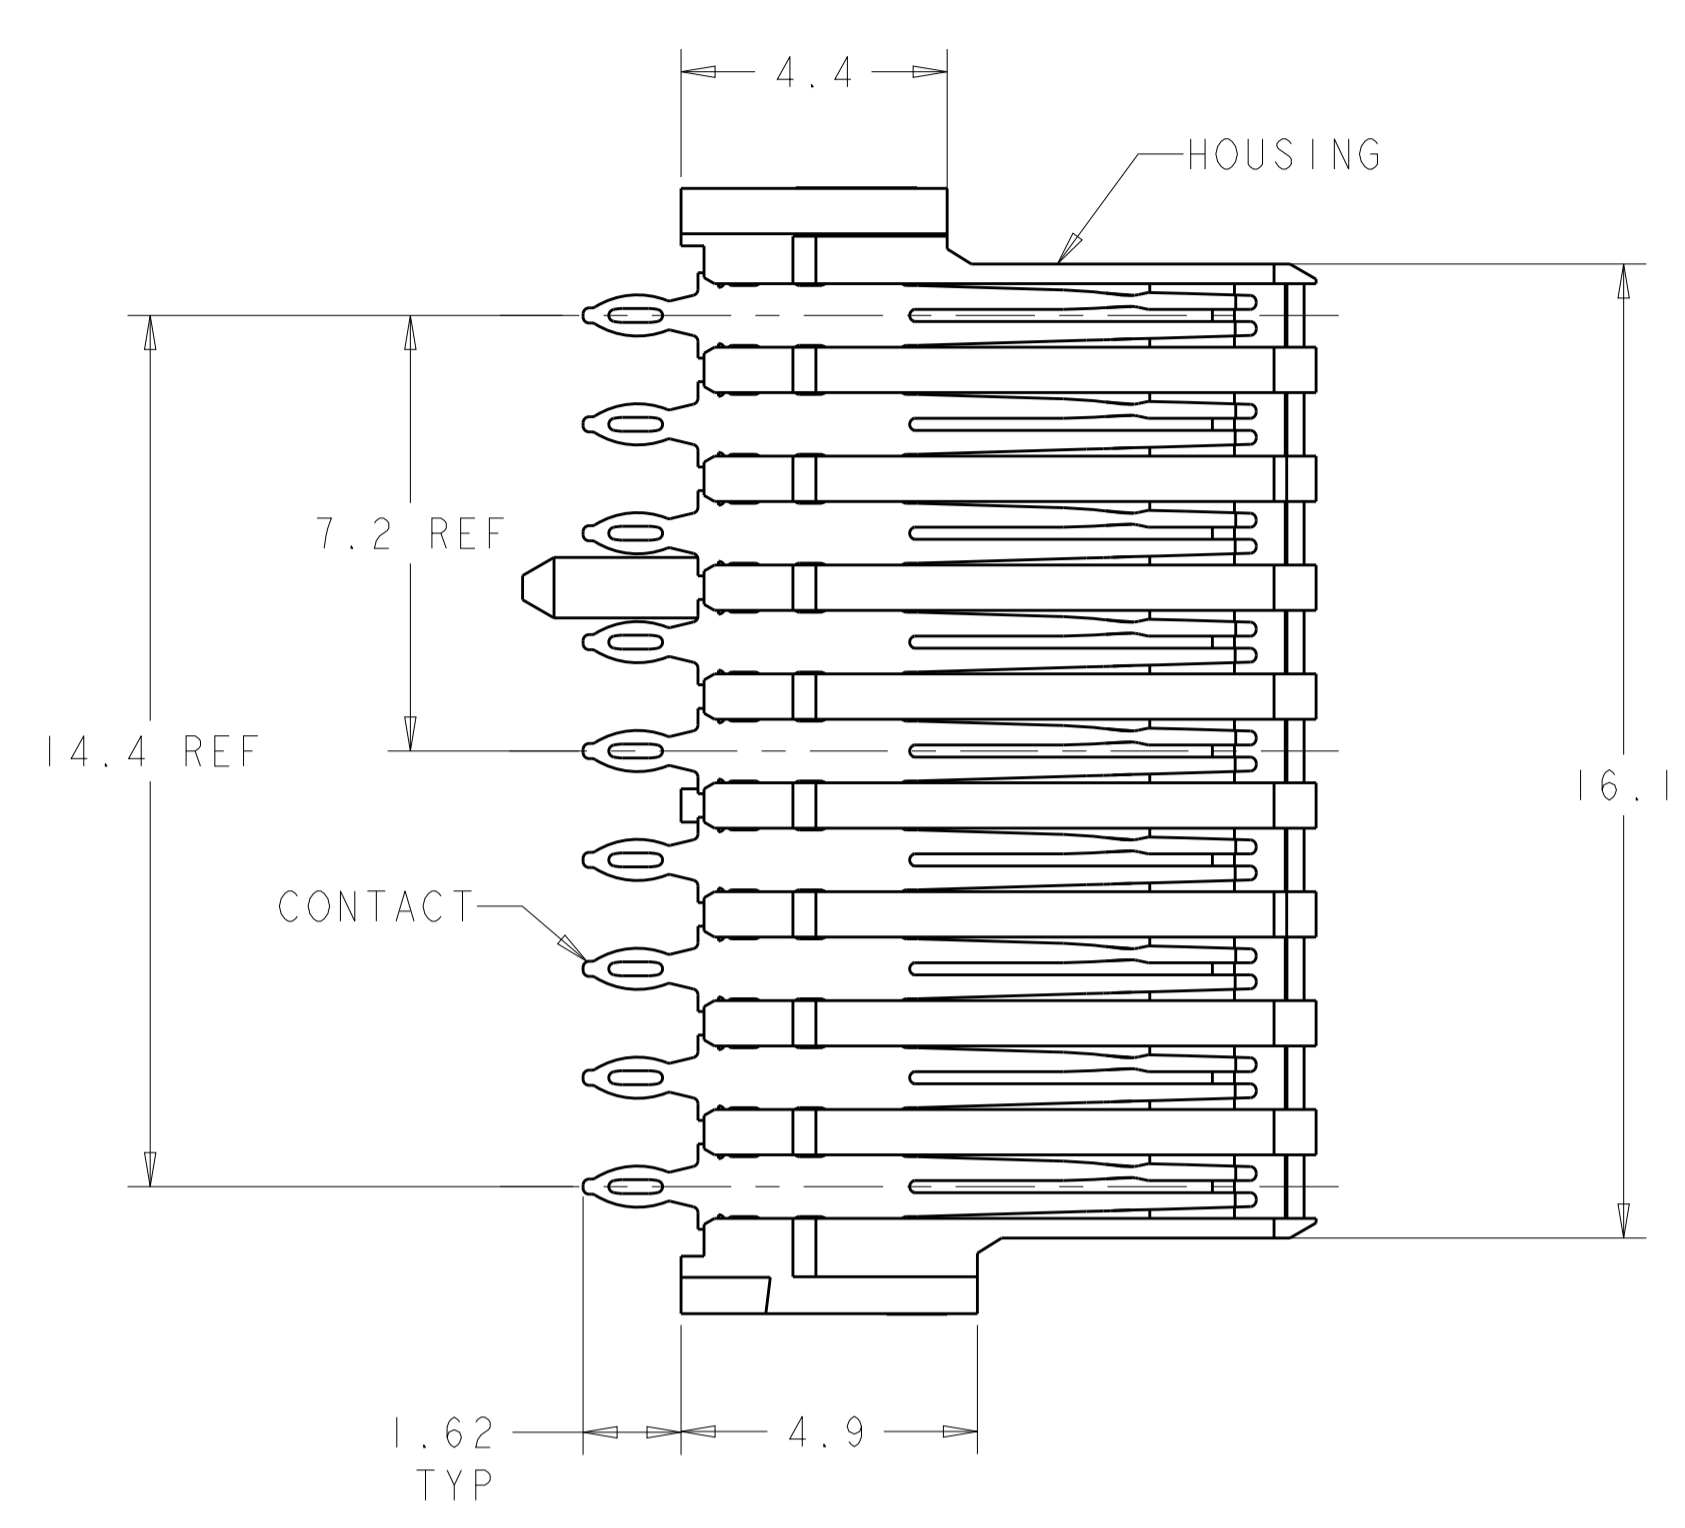 4.4
HOUSING
7.2 REF
14.4 REF
16.1
CONTACT
1.62
TYP
4.9